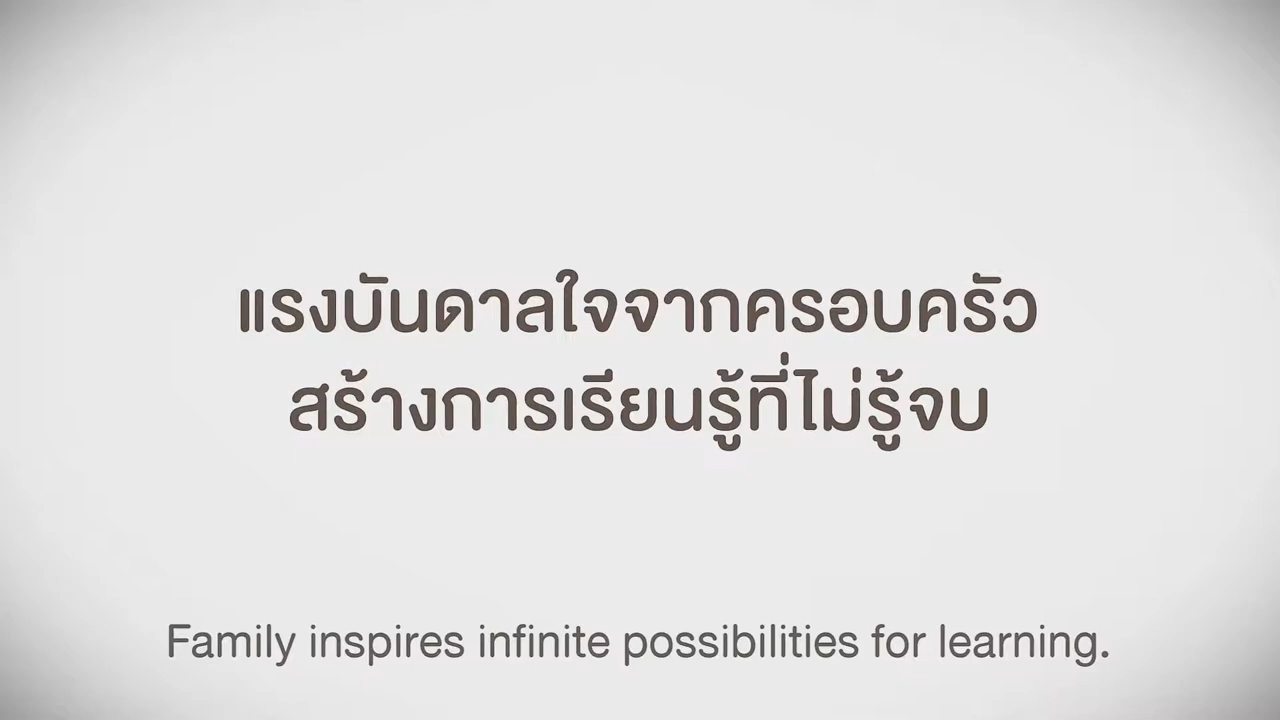 แรงบันดาลใจจากครอบครัว
สร้างการเรียนรู้ที่ไม่รู้จบ
Family inspires infinite possibilities for learning.